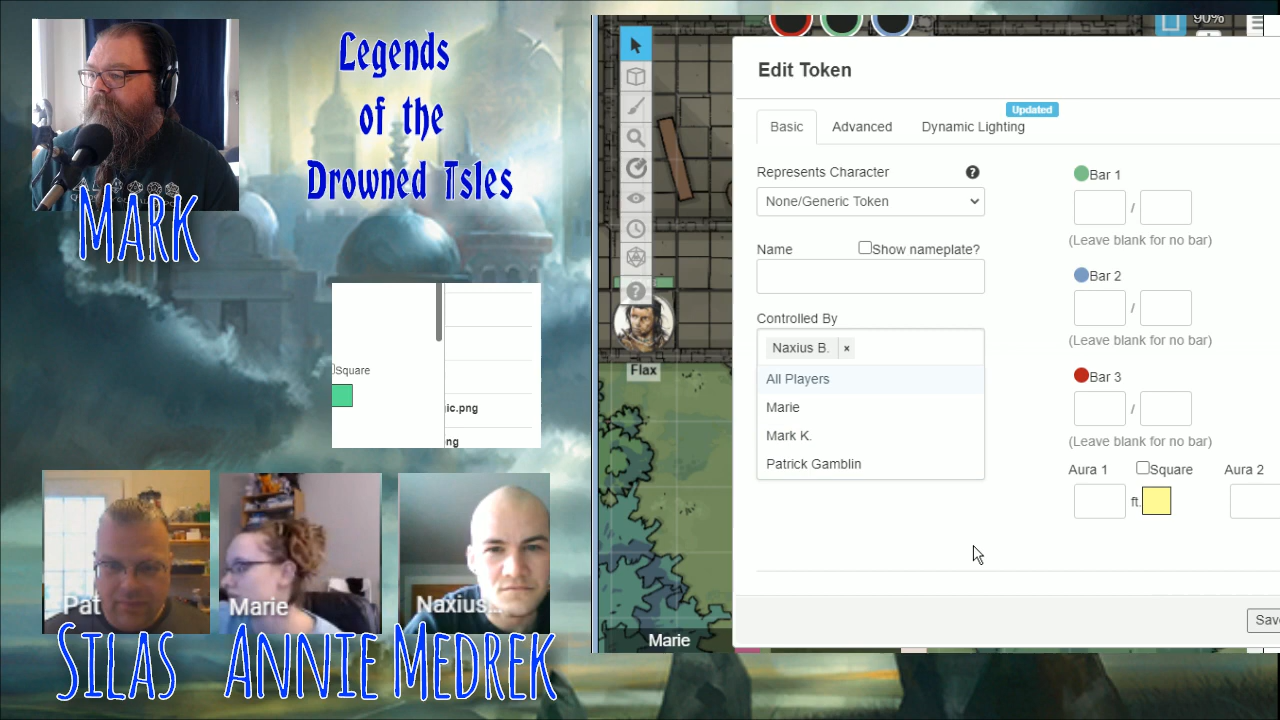 Legends
of the
Drowned Isles
MARK
Square
ic.png
ng
Pat
Marie
Naxius...
SILAS
ANNIE
MEDREK
90%
Flax
Marie
Edit Token
Updated
Basic
Advanced
Dynamic Lighting
Represents Character
?
None/Generic Token
Name
Show nameplate?
Controlled By
Naxius B. ×
All Players
Marie
Mark K.
Patrick Gamblin
Bar 1
/
(Leave blank for no bar)
Bar 2
/
(Leave blank for no bar)
Bar 3
/
(Leave blank for no bar)
Aura 1
Square
Aura 2
ft.
Save